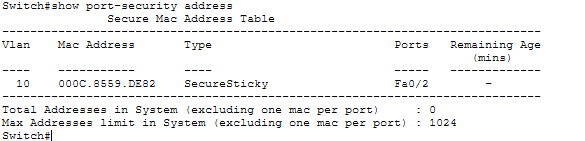 Switch#show port-security address
Secure Mac Address Table
-------------------------------------------------------------------------------
Vlan Mac Address Type Ports Remaining Age
(mins)
---- ----------- ---- ----- -------------
10 000C.8559.DE82 SecureSticky Fa0/2 -
------------------------------------------------------------------------------
Total Addresses in System (excluding one mac per port) : 0
Max Addresses limit in System (excluding one mac per port) : 1024
Switch#